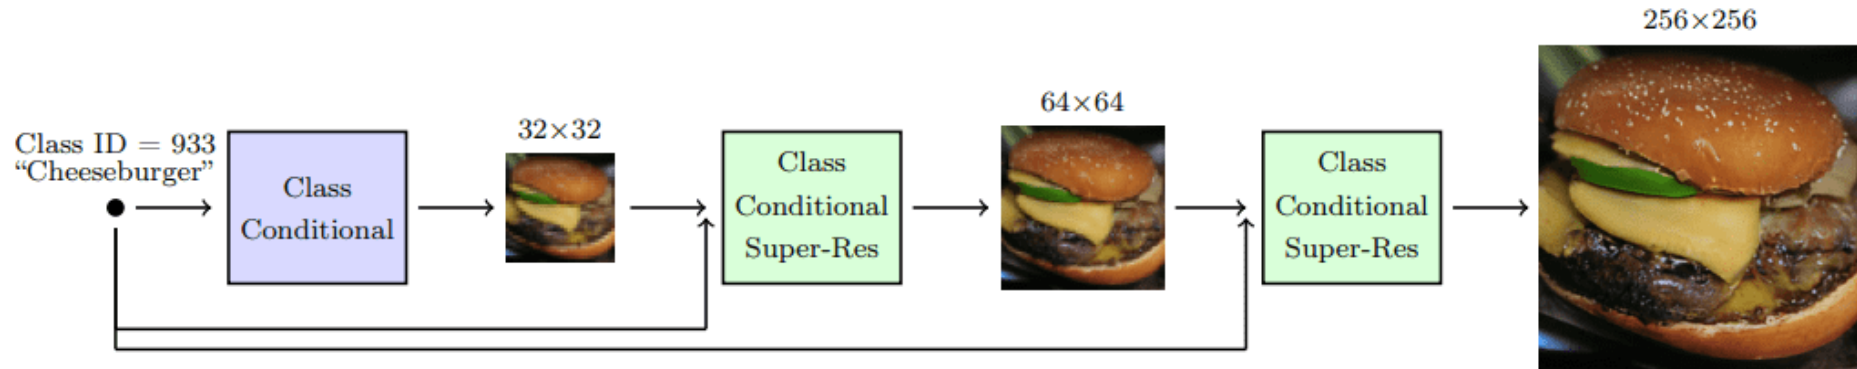 Class ID = 933
“Cheeseburger”
Class
Conditional
32×32
Class
Conditional
Super-Res
64×64
Class
Conditional
Super-Res
256×256